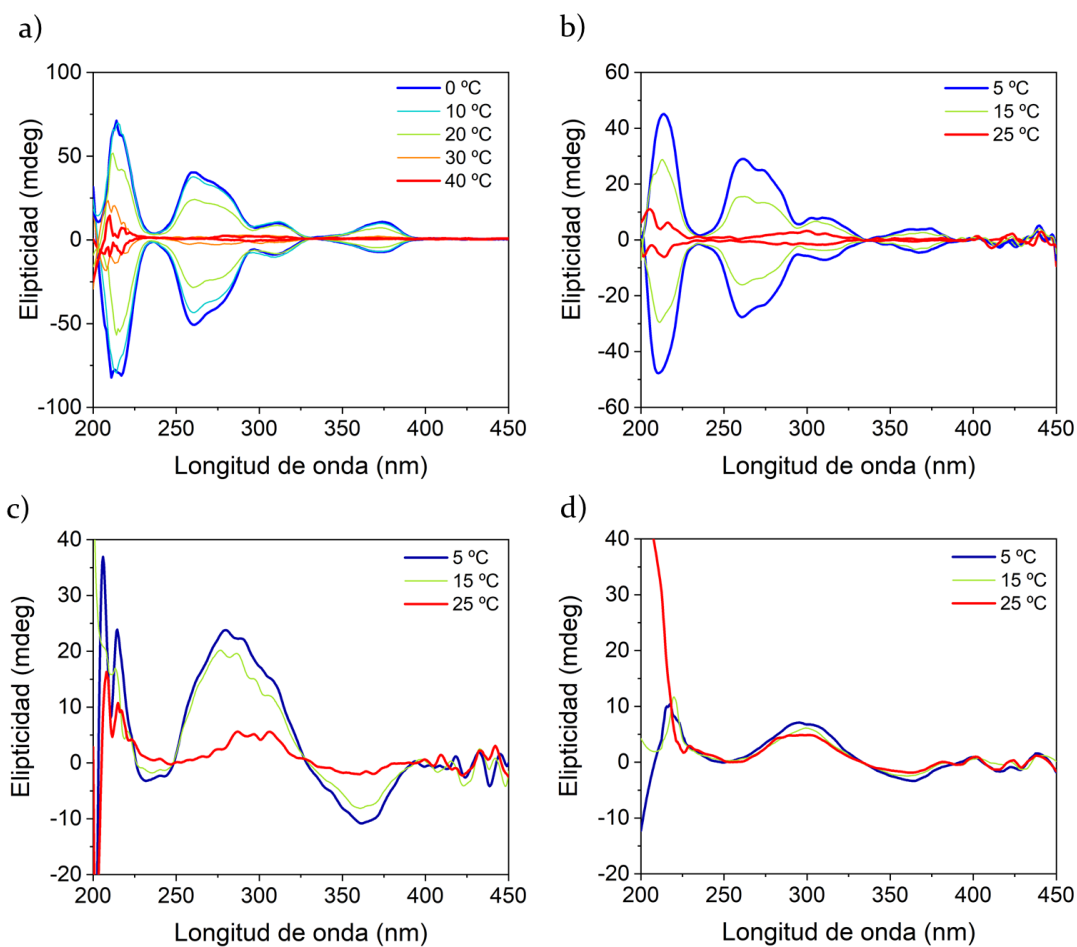 a)
100
50
0
-50
-100
Elipticidad (mdeg)
0 ºC
10 ºC
20 ºC
30 ºC
40 ºC
200 250 300 350 400 450
Longitud de onda (nm)
b)
60
40
20
0
-20
-40
-60
Elipticidad (mdeg)
5 ºC
15 ºC
25 ºC
200 250 300 350 400 450
Longitud de onda (nm)
c)
40
30
20
10
0
-10
-20
Elipticidad (mdeg)
5 ºC
15 ºC
25 ºC
200 250 300 350 400 450
Longitud de onda (nm)
d)
40
30
20
10
0
-10
-20
Elipticidad (mdeg)
5 ºC
15 ºC
25 ºC
200 250 300 350 400 450
Longitud de onda (nm)